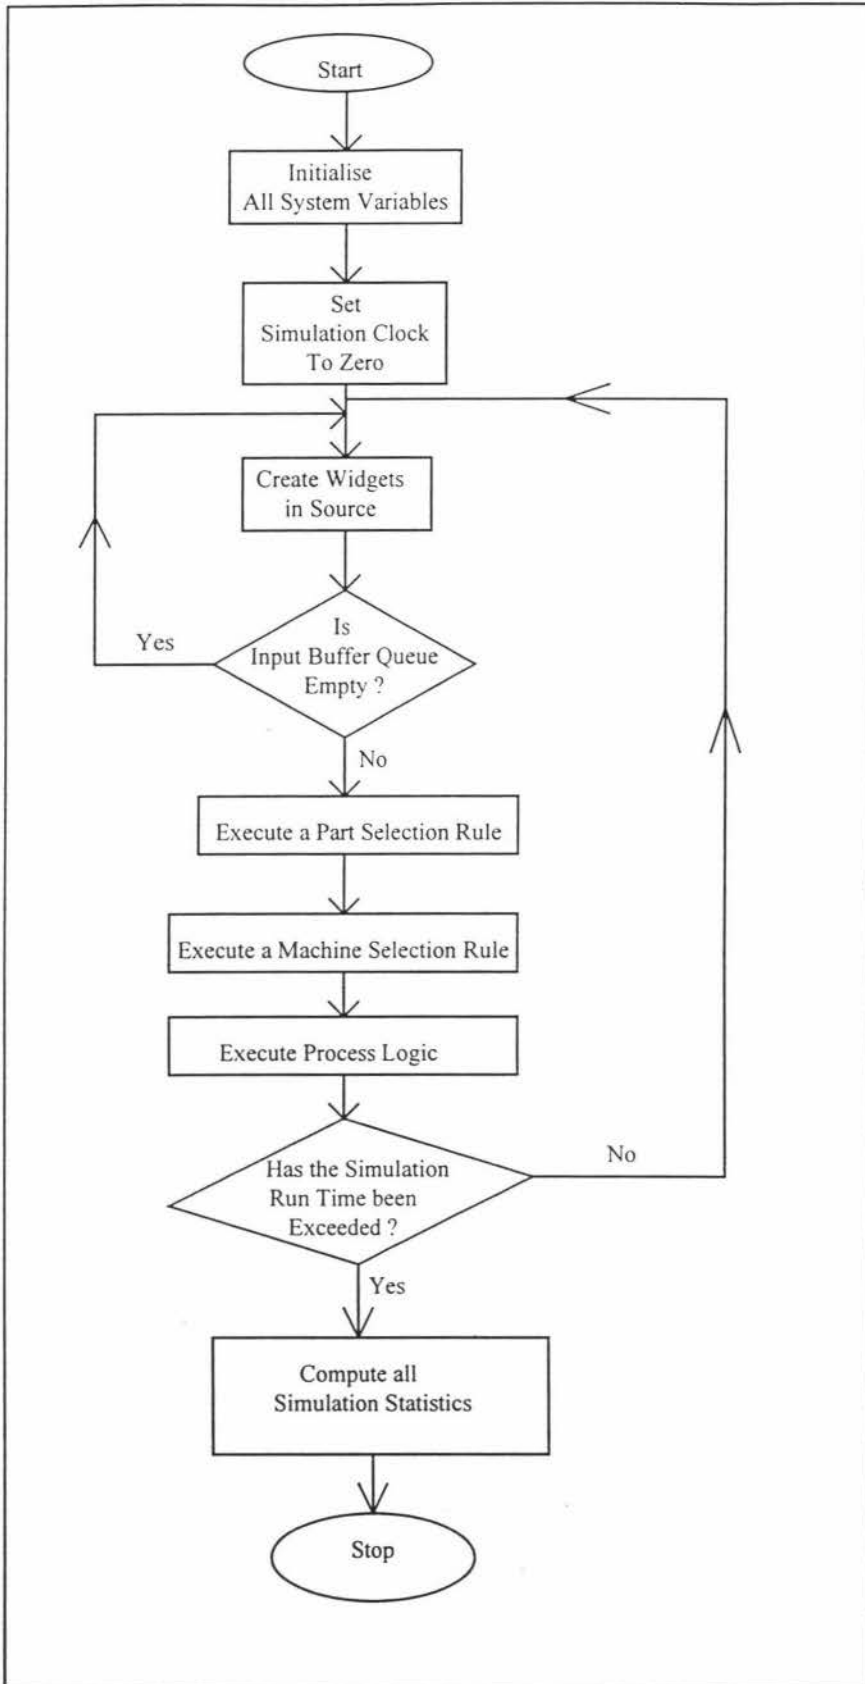 Start
Initialise
All System Variables
Set
Simulation Clock
To Zero
Create Widgets
in Source
Is
Input Buffer Queue
Empty ?
Yes
No
Execute a Part Selection Rule
Execute a Machine Selection Rule
Execute Process Logic
Has the Simulation
Run Time been
Exceeded ?
No
Yes
Compute all
Simulation Statistics
Stop